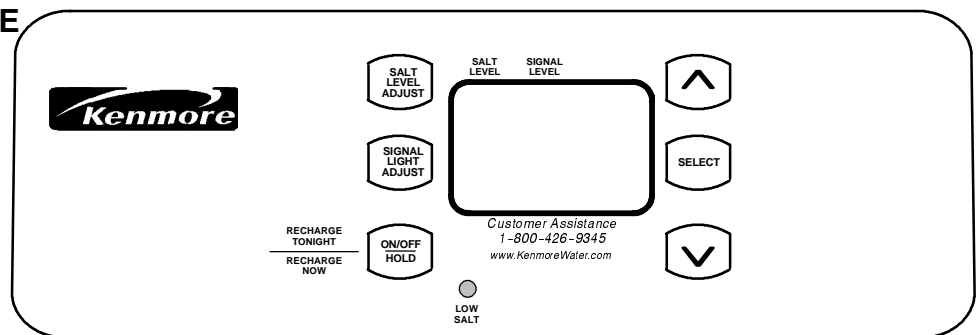 E
Kenmore
SALT
LEVEL
ADJUST
SALT
LEVEL
SIGNAL
LEVEL
SIGNAL
LIGHT
ADJUST
SELECT
RECHARGE
TONIGHT
RECHARGE
NOW
ON/OFF
HOLD
Customer Assistance
1-800-426-9345
www.KenmoreWater.com
LOW
SALT